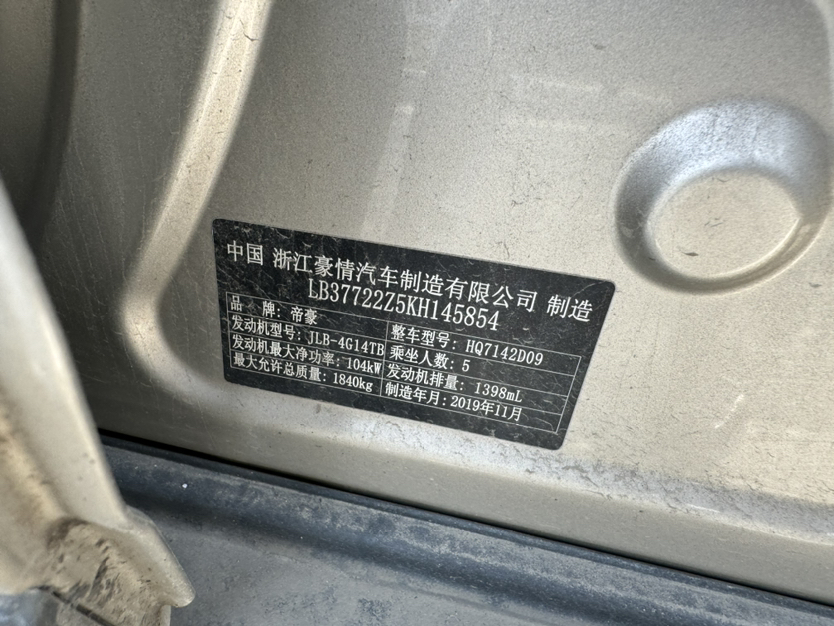 中国 浙江豪情汽车制造有限公司 制造
LB37722Z5KH145854
品 牌: 帝豪
整车型号: HQ7142D09
发动机型号: JLB-4G14TB
乘坐人数: 5
发动机最大净功率: 104kW
发动机排量: 1398mL
最大允许总质量: 1840kg
制造年月: 2019年11月